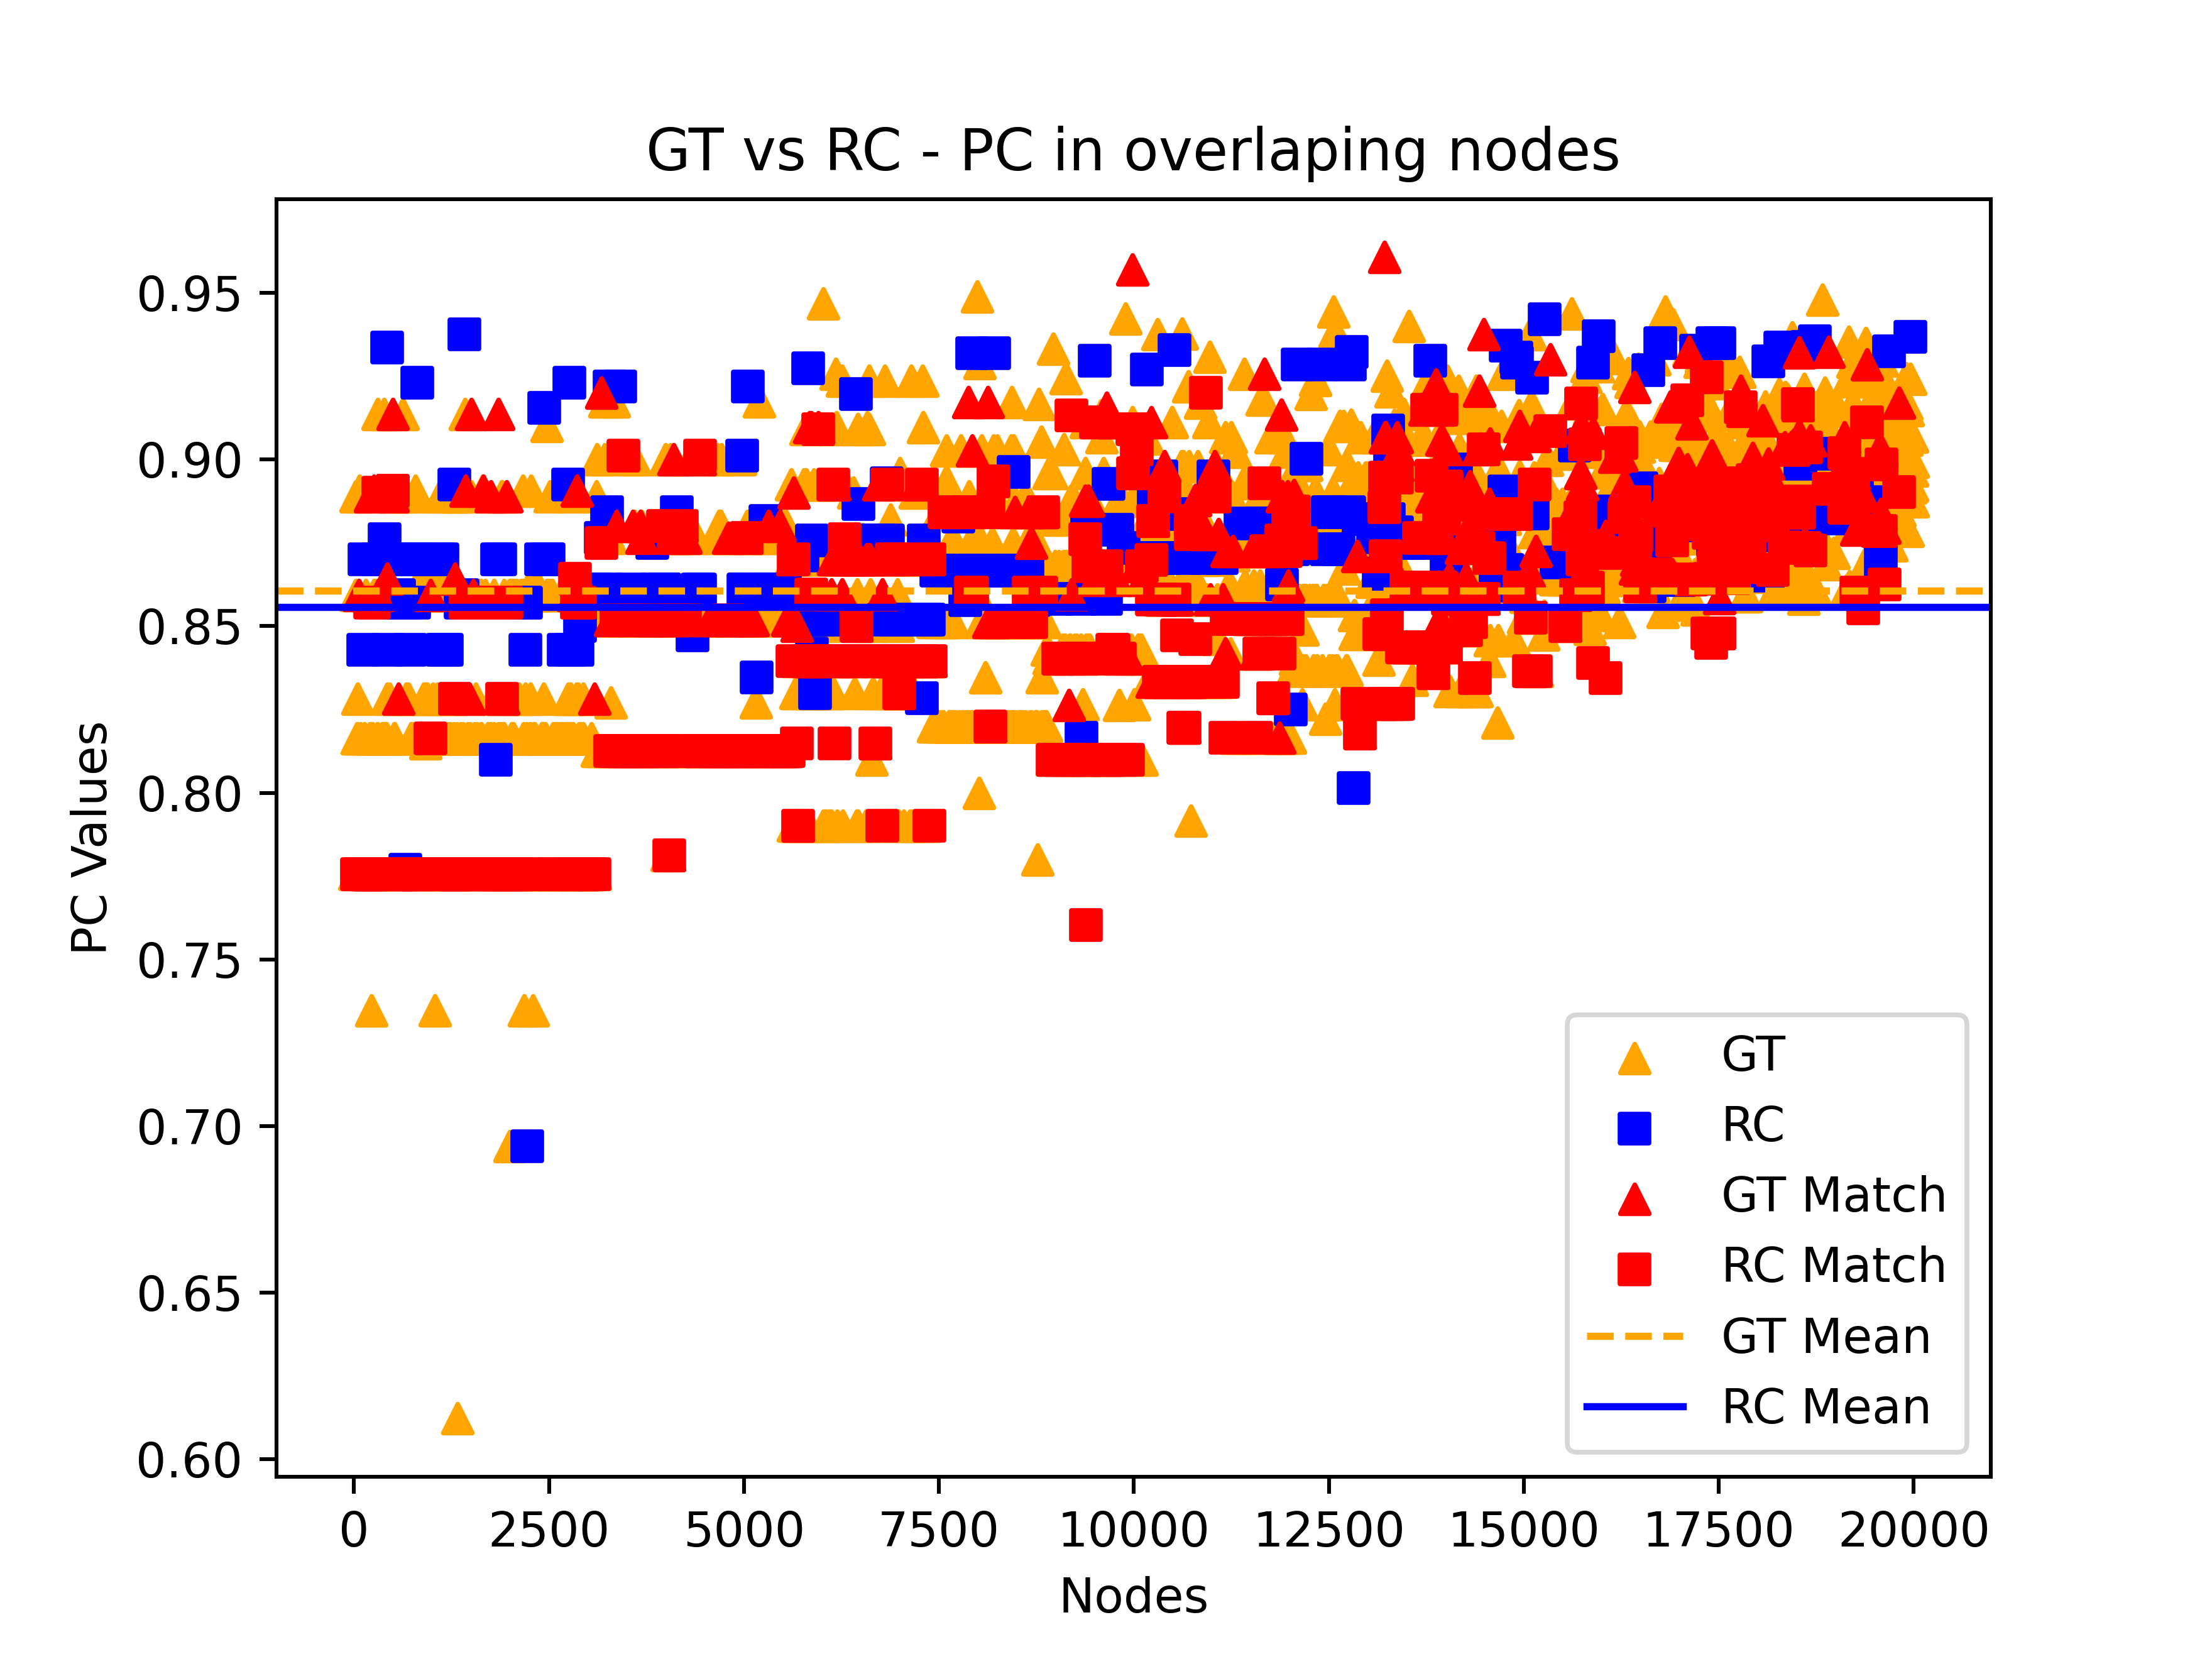 GT vs RC - PC in overlaping nodes
0.95
0.90
0.85
0.80
0.75
0.70
0.65
0.60
PC Values
GT
RC
GT Match
RC Match
GT Mean
RC Mean
0 2500 5000 7500 10000 12500 15000 17500 20000
Nodes